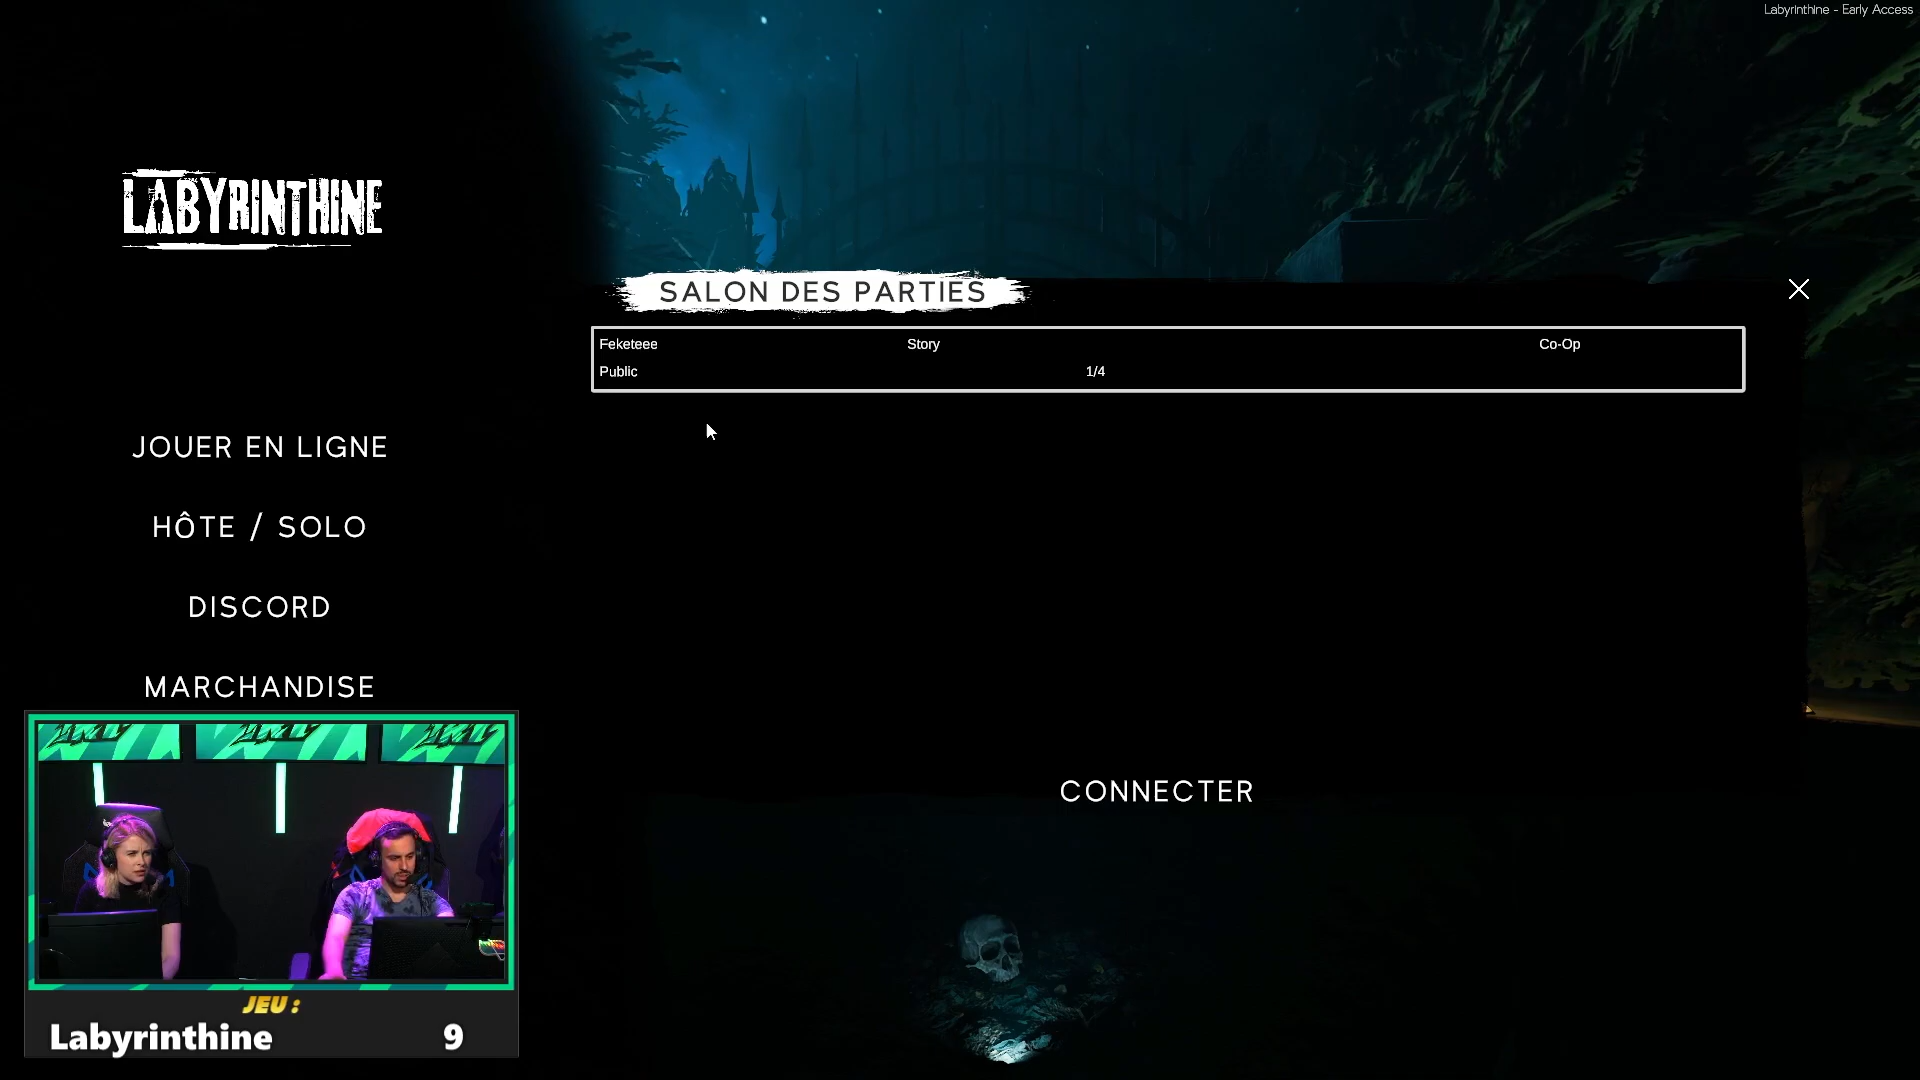 Labyrinthine - Early Access
LABYRINTHINE
SALON DES PARTIES
Feketeee Story Co-Op
Public 1/4
JOUER EN LIGNE
HÔTE / SOLO
DISCORD
MARCHANDISE
CONNECTER
JEU :
Labyrinthine 9